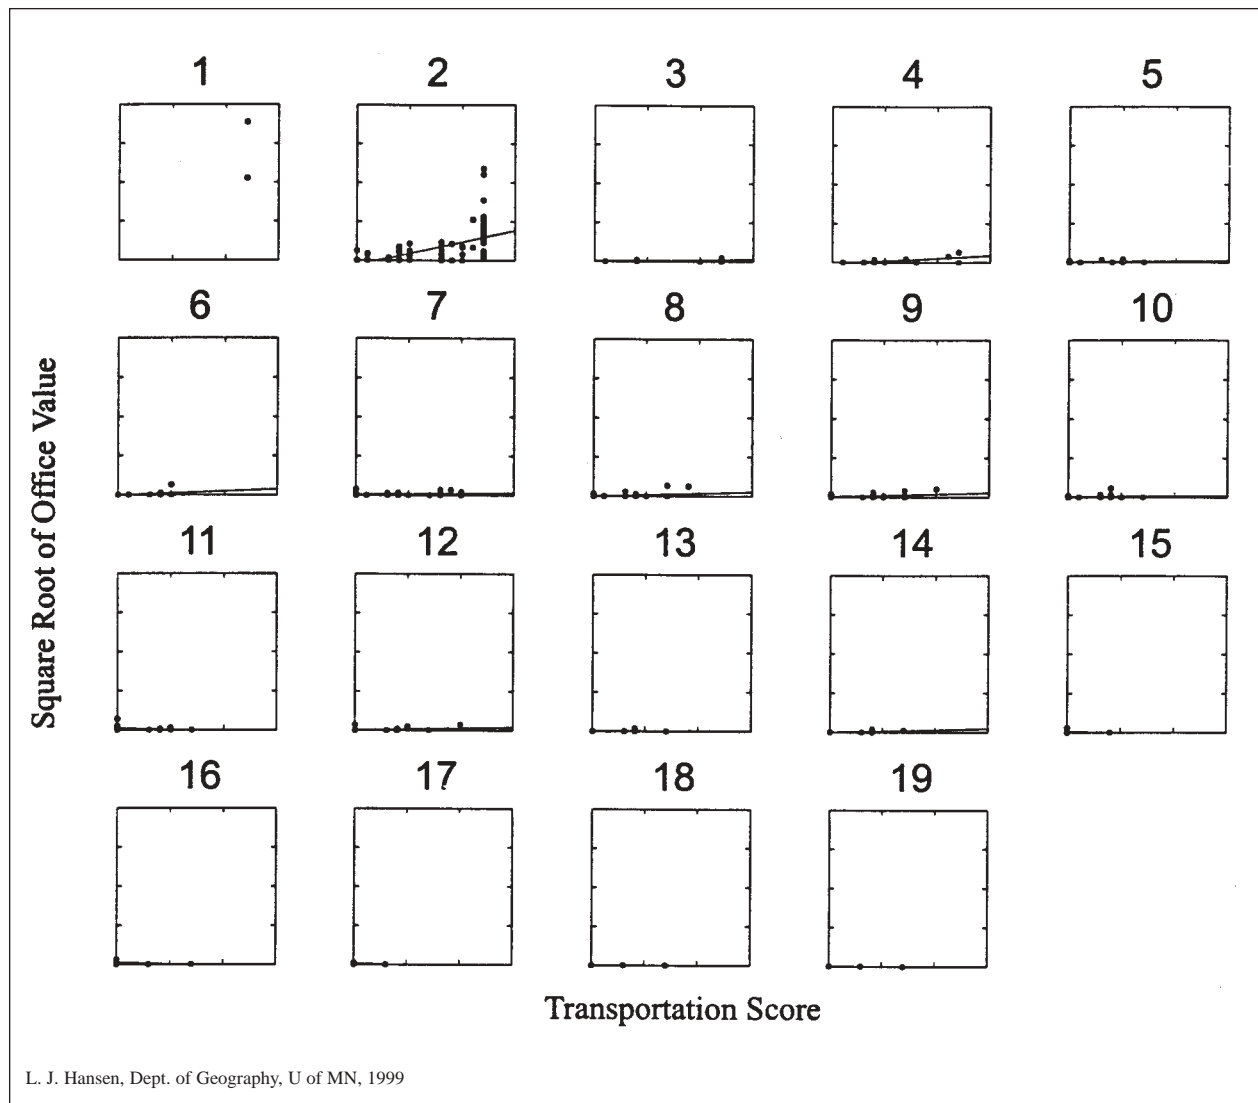 1 2 3 4 5
6 7 8 9 10
11 12 13 14 15
16 17 18 19
Square Root of Office Value
Transportation Score
L. J. Hansen, Dept. of Geography, U of MN, 1999